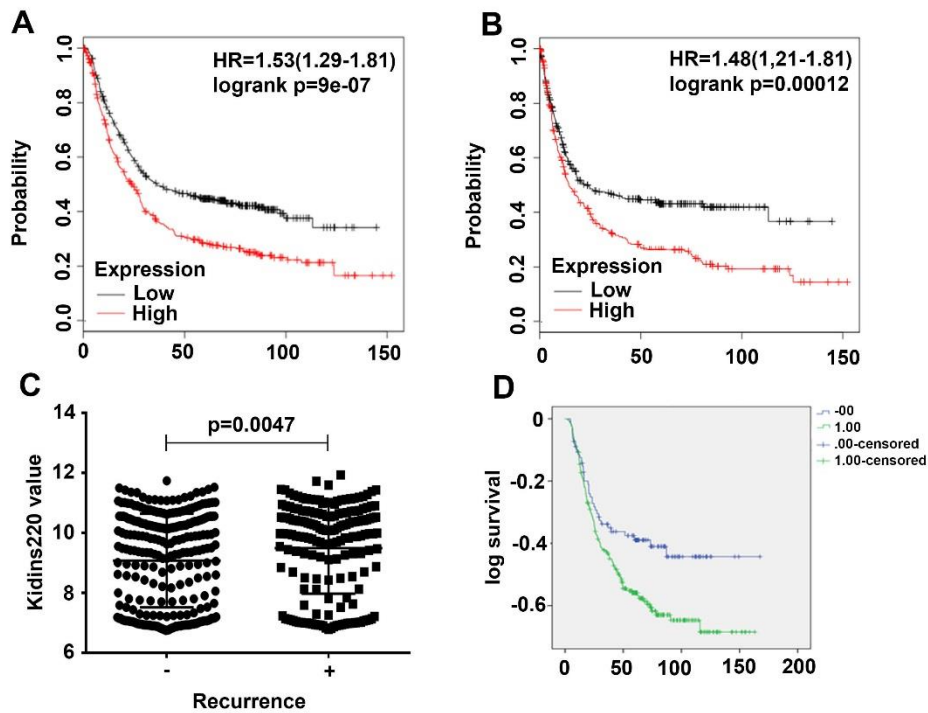 A
HR=1.53(1.29-1.81)
logrank p=9e-07
Probability
1.0
0.8
0.6
0.4
0.2
0.0
Expression
Low
High
0 50 100 150
B
HR=1.48(1,21-1.81)
logrank p=0.00012
Probability
1.0
0.8
0.6
0.4
0.2
0.0
Expression
Low
High
0 50 100 150
C
p=0.0047
Kidins220 value
14
12
10
8
6
- +
Recurrence
D
-00
1.00
.00-censored
1.00-censored
log survival
0
-0.2
-0.4
-0.6
0 50 100 150 200